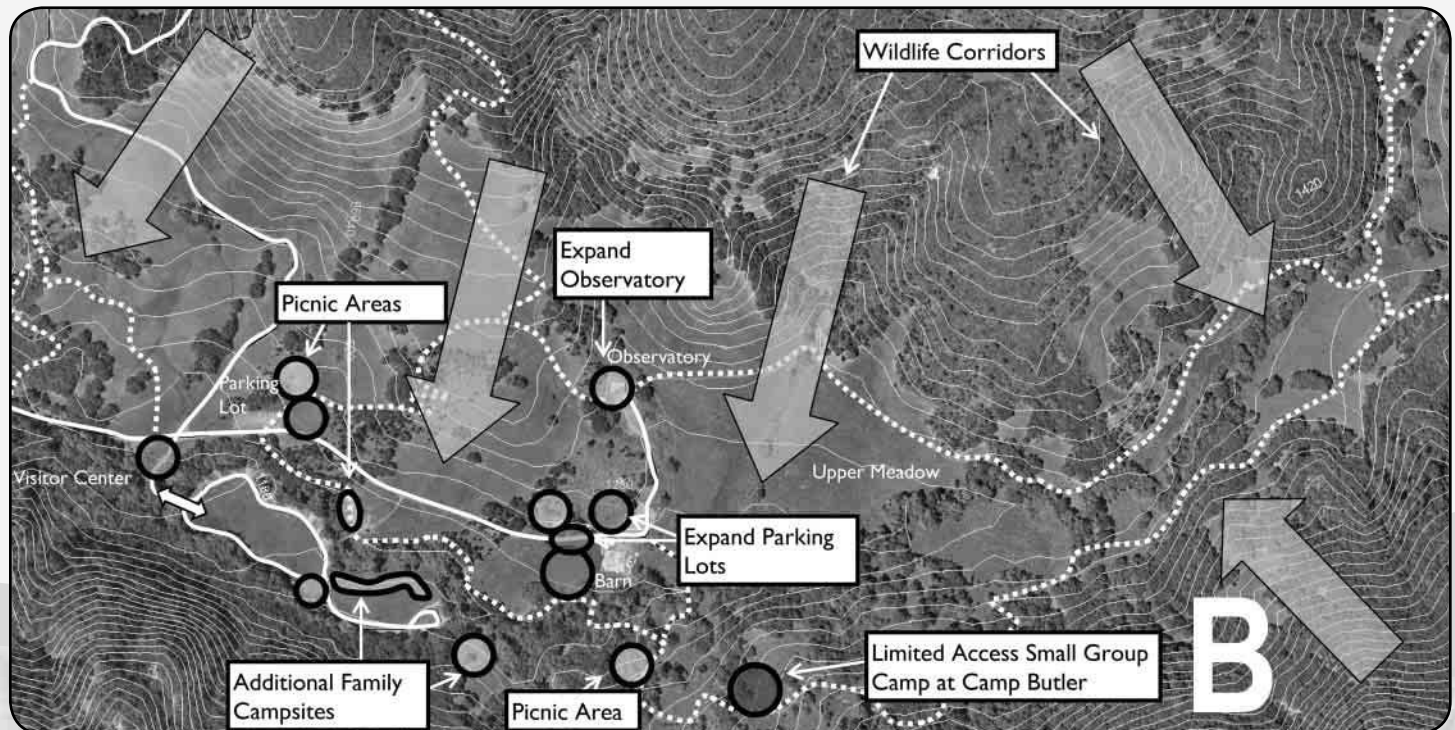 Wildlife Corridors
1420
Expand
Observatory
Picnic Areas
Observatory
Parking
Lot
Visitor Center
Upper Meadow
Expand Parking
Lots
Barn
Limited Access Small Group
Camp at Camp Butler
Additional Family
Campsites
Picnic Area
B